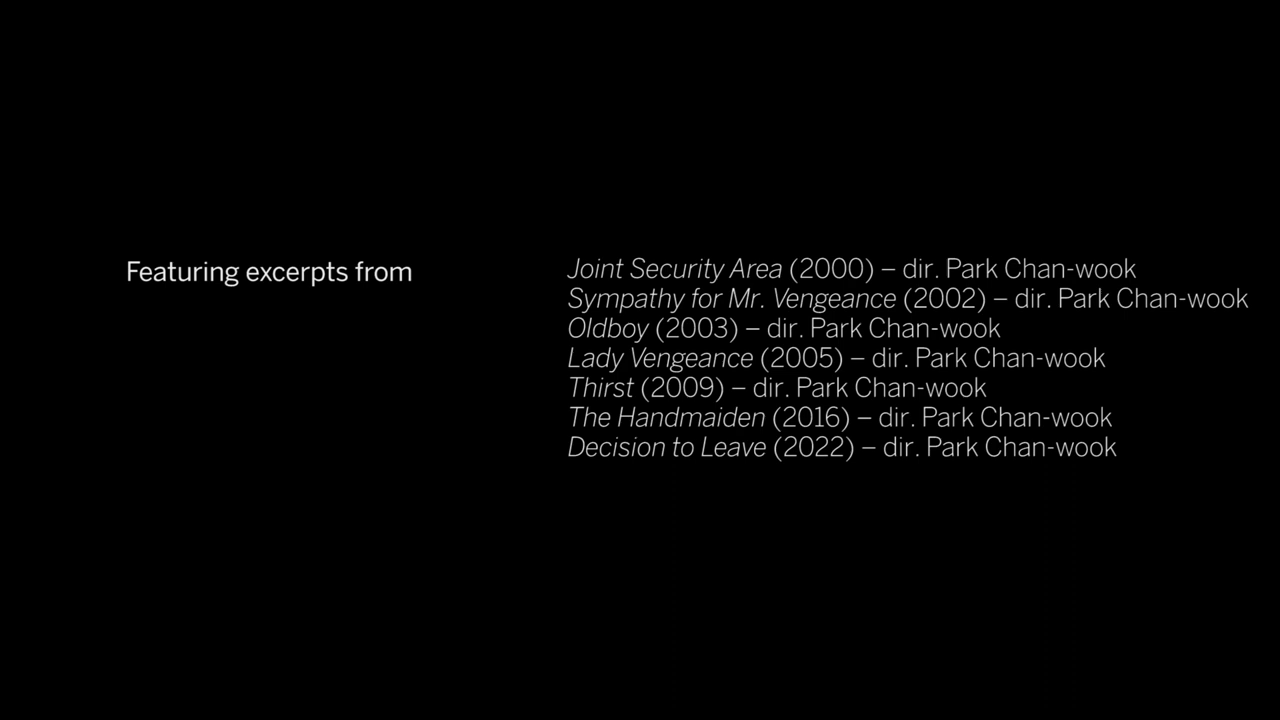 Featuring excerpts from
Joint Security Area (2000) – dir. Park Chan-wook
Sympathy for Mr. Vengeance (2002) – dir. Park Chan-wook
Oldboy (2003) – dir. Park Chan-wook
Lady Vengeance (2005) – dir. Park Chan-wook
Thirst (2009) – dir. Park Chan-wook
The Handmaiden (2016) – dir. Park Chan-wook
Decision to Leave (2022) – dir. Park Chan-wook